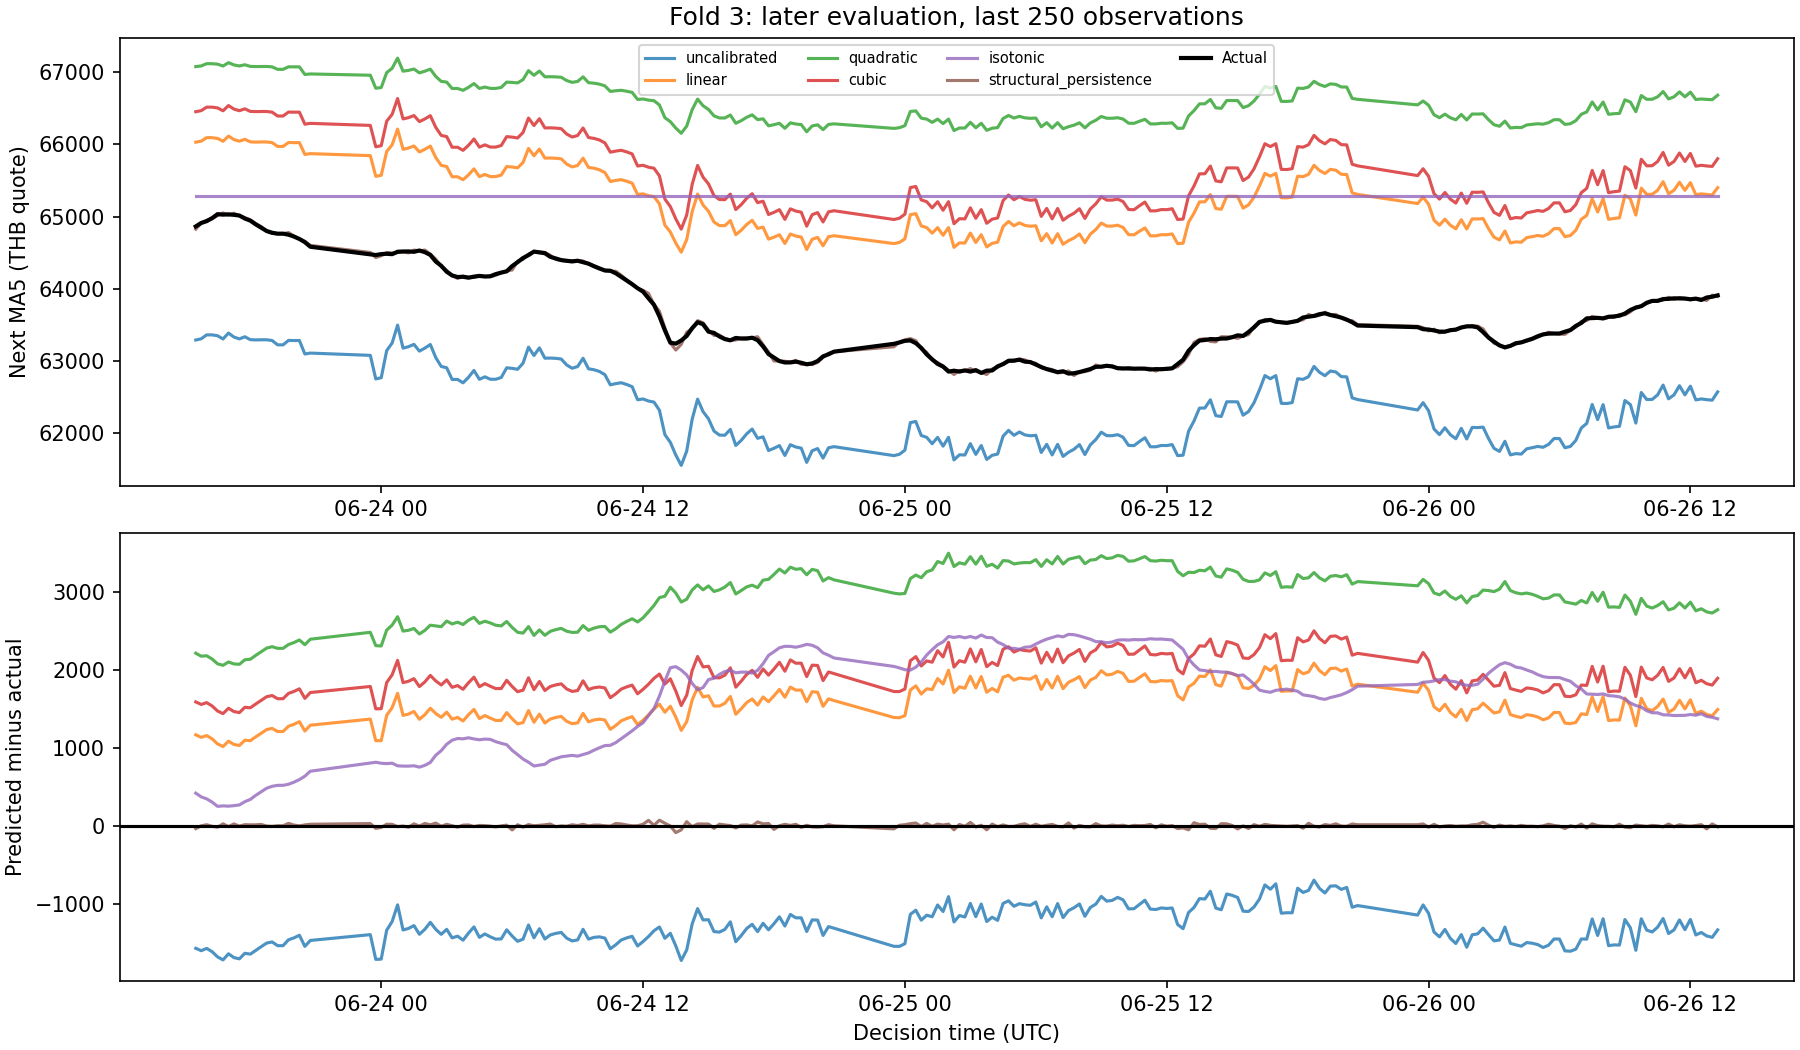 Fold 3: later evaluation, last 250 observations
uncalibrated quadratic isotonic Actual
linear cubic structural_persistence
Next MA5 (THB quote)
67000
66000
65000
64000
63000
62000
06-24 00 06-24 12 06-25 00 06-25 12 06-26 00 06-26 12
Predicted minus actual
3000
2000
1000
0
−1000
06-24 00 06-24 12 06-25 00 06-25 12 06-26 00 06-26 12
Decision time (UTC)